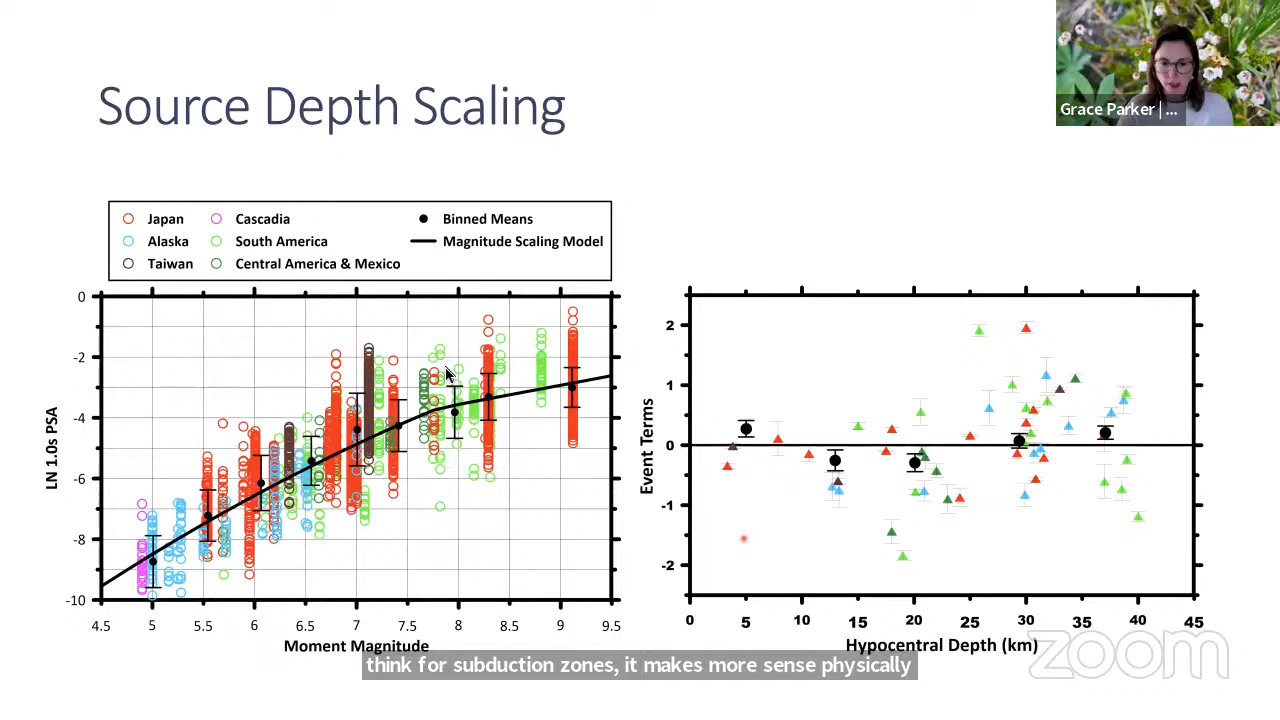 Grace Parker | ...
Source Depth Scaling
Japan Cascadia Binned Means
Alaska South America Magnitude Scaling Model
Taiwan Central America & Mexico
LN 1.0s PSA
0
-2
-4
-6
-8
-10
4.5 5 5.5 6 6.5 7 7.5 8 8.5 9 9.5
Moment Magnitude
Event Terms
2
1
0
-1
-2
0 5 10 15 20 25 30 35 40 45
Hypocentral Depth (km)
think for subduction zones, it makes more sense physically
zoom